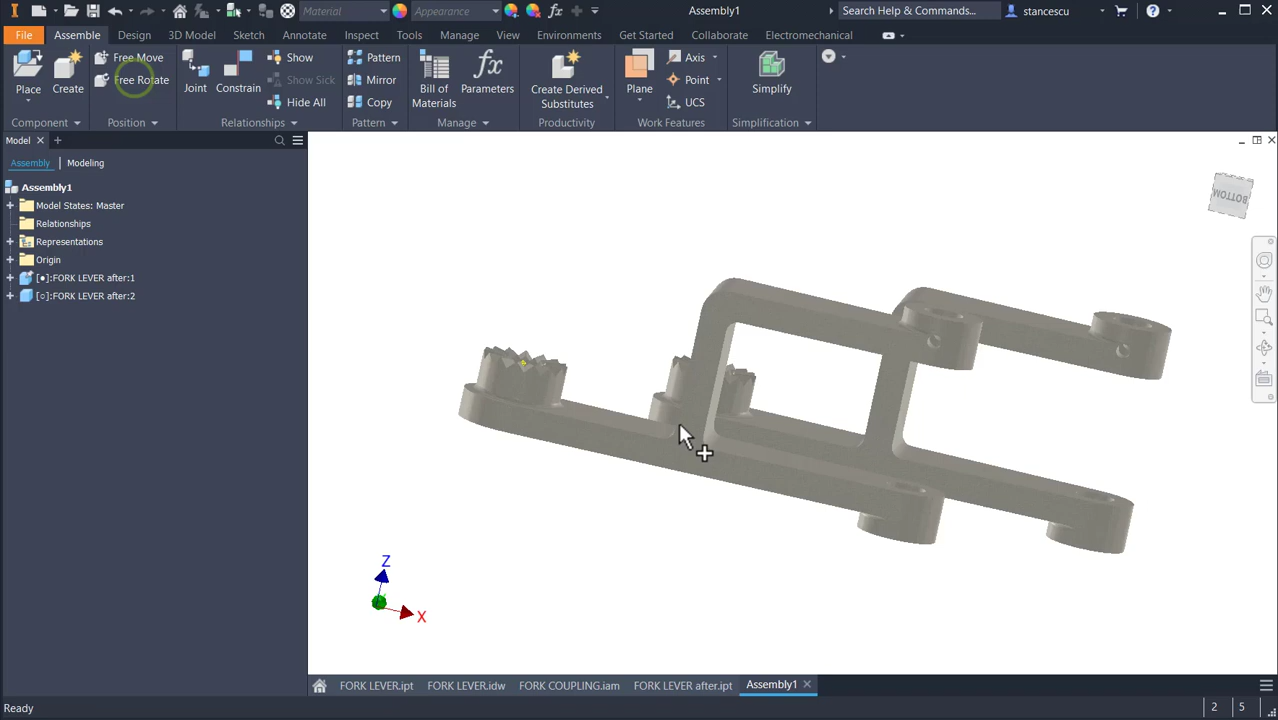 Material
Appearance
Assembly1
Search Help & Commands...
stancescu
File
Assemble
Design
3D Model
Sketch
Annotate
Inspect
Tools
Manage
View
Environments
Get Started
Collaborate
Electromechanical
Place
Create
Free Move
Free Rotate
Joint
Constrain
Show
Show Sick
Hide All
Pattern
Mirror
Copy
Bill of
Materials
Parameters
Create Derived
Substitutes
Plane
Axis
Point
UCS
Simplify
Component
Position
Relationships
Pattern
Manage
Productivity
Work Features
Simplification
Model
Assembly
Modeling
Assembly1
Model States: Master
Relationships
Representations
Origin
[●]:FORK LEVER after:1
[○]:FORK LEVER after:2
BOTTOM
Z
X
FORK LEVER.ipt
FORK LEVER.idw
FORK COUPLING.iam
FORK LEVER after.ipt
Assembly1
Ready
2
5